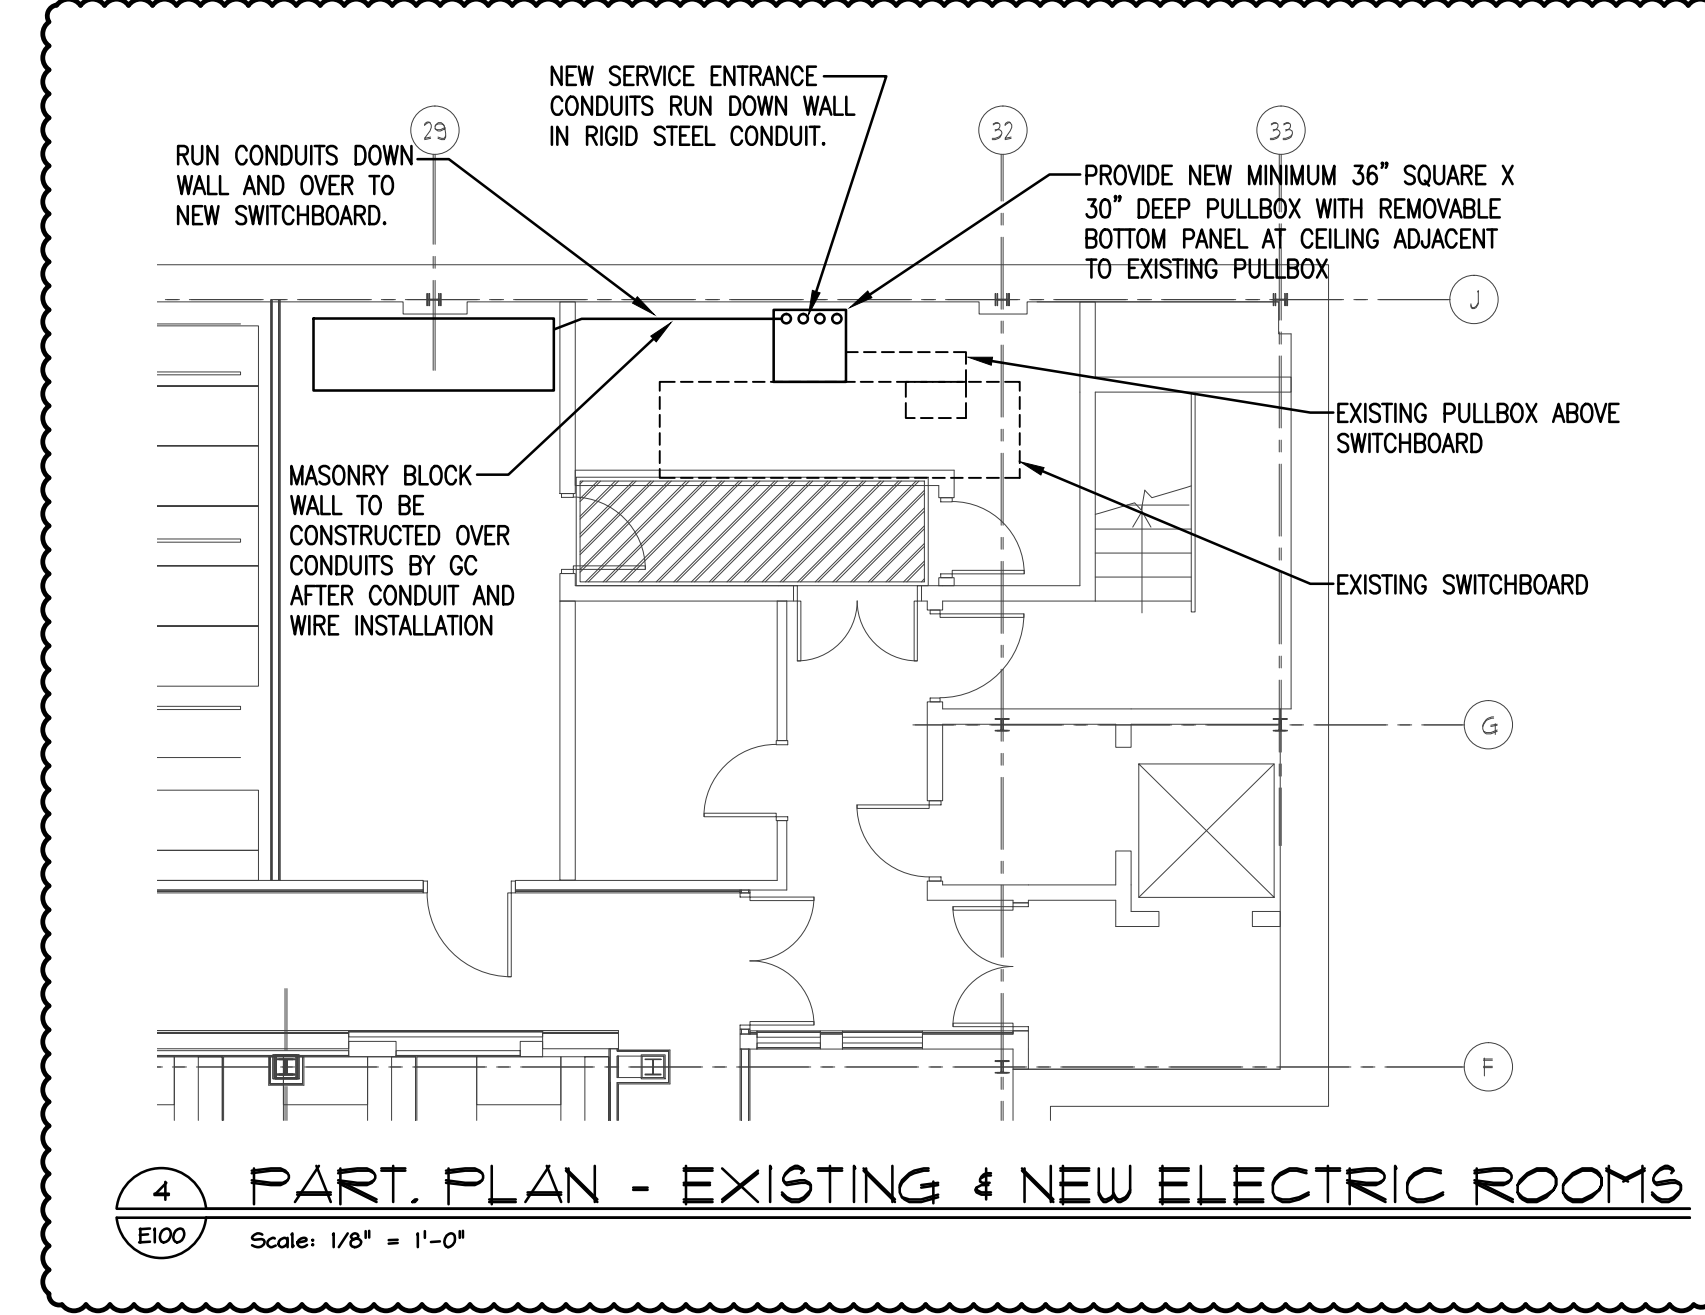 NEW SERVICE ENTRANCE
CONDUITS RUN DOWN WALL
IN RIGID STEEL CONDUIT.
29
32
33
RUN CONDUITS DOWN
WALL AND OVER TO
NEW SWITCHBOARD.
PROVIDE NEW MINIMUM 36" SQUARE X
30" DEEP PULLBOX WITH REMOVABLE
BOTTOM PANEL AT CEILING ADJACENT
TO EXISTING PULLBOX
J
EXISTING PULLBOX ABOVE
SWITCHBOARD
MASONRY BLOCK
WALL TO BE
CONSTRUCTED OVER
CONDUITS BY GC
AFTER CONDUIT AND
WIRE INSTALLATION
EXISTING SWITCHBOARD
G
F
4
E100
PART. PLAN - EXISTING & NEW ELECTRIC ROOMS
Scale: 1/8" = 1'-0"